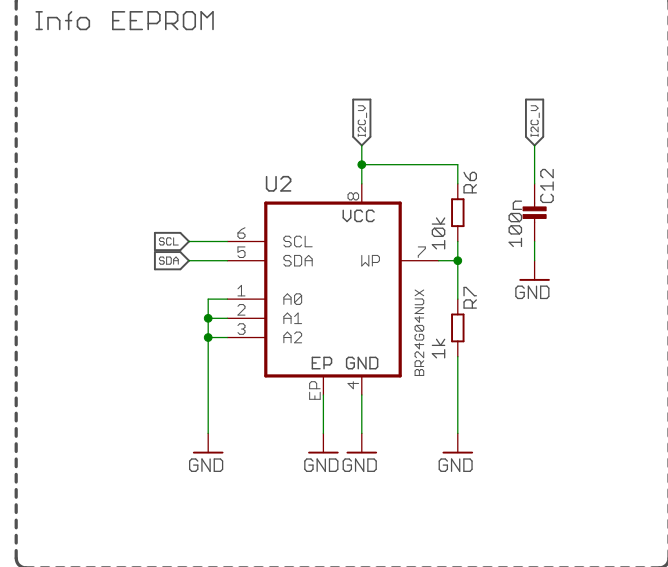 Info EEPROM
I2C_V
I2C_V
U2
8
VCC
R6
10k
C12
100n
GND
SCL
6
SCL
SDA
5
SDA
WP
7
1
A0
2
A1
3
A2
BR24G04NUX
R7
1k
EP
GND
EP
4
GND
GND
GND
GND